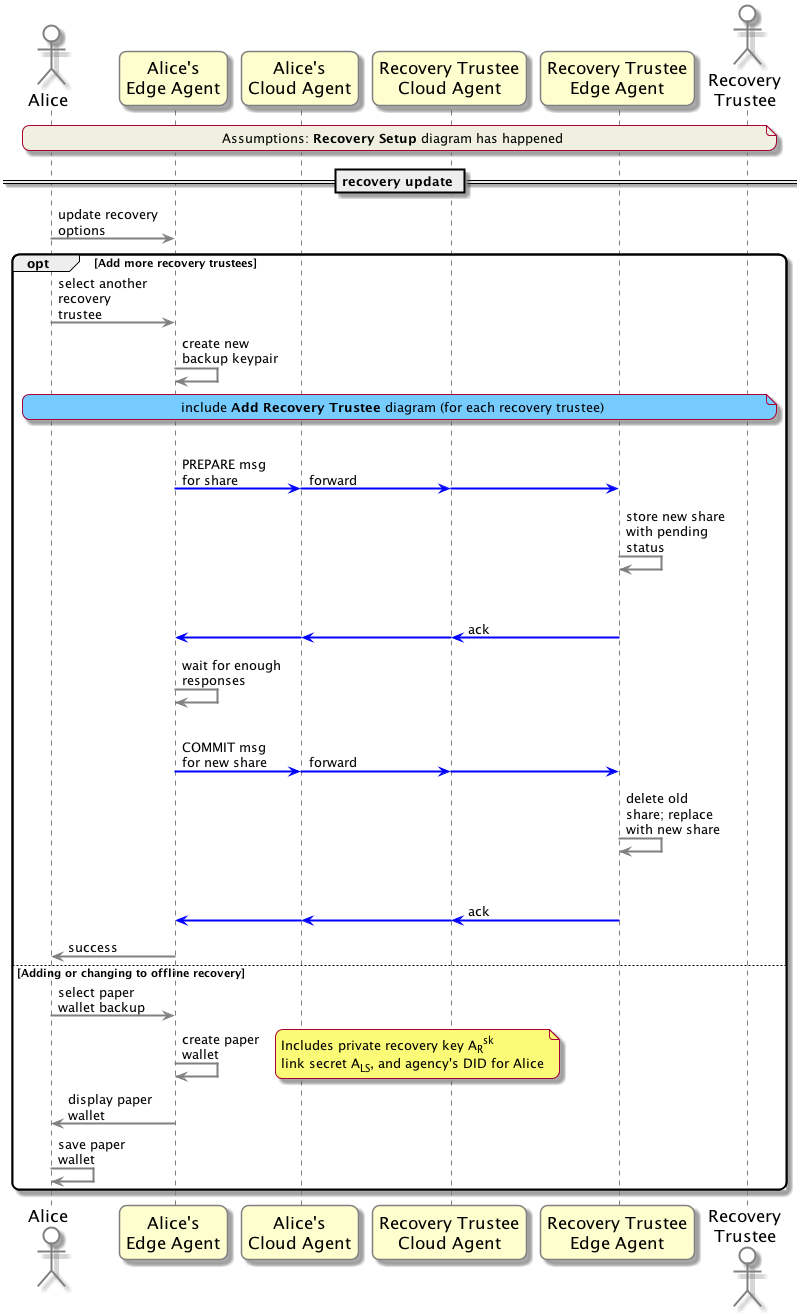 Alice
Alice's
Edge Agent
Alice's
Cloud Agent
Recovery Trustee
Cloud Agent
Recovery Trustee
Edge Agent
Recovery
Trustee
Assumptions: Recovery Setup diagram has happened
recovery update
update recovery
options
opt [Add more recovery trustees]
select another
recovery
trustee
create new
backup keypair
include Add Recovery Trustee diagram (for each recovery trustee)
PREPARE msg
for share
forward
store new share
with pending
status
ack
wait for enough
responses
COMMIT msg
for new share
forward
delete old
share; replace
with new share
ack
success
[Adding or changing to offline recovery]
select paper
wallet backup
create paper
wallet
Includes private recovery key A_R^sk
link secret A_LS, and agency's DID for Alice
display paper
wallet
save paper
wallet
Alice
Alice's
Edge Agent
Alice's
Cloud Agent
Recovery Trustee
Cloud Agent
Recovery Trustee
Edge Agent
Recovery
Trustee